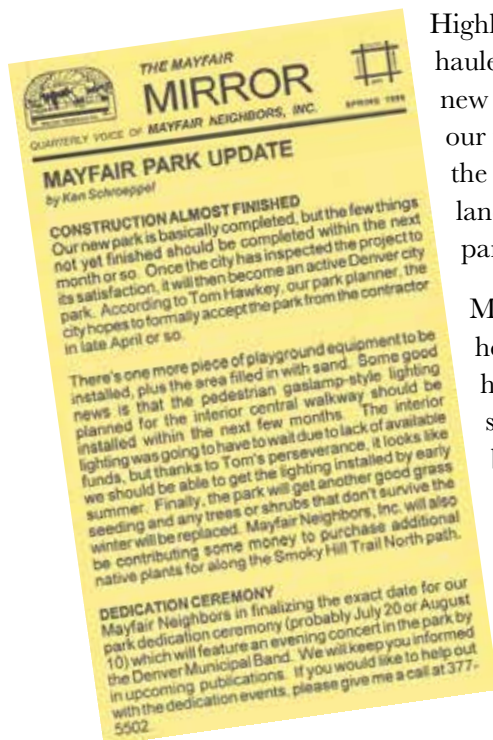 THE MAYFAIR
MIRROR
SPRING 1996
QUARTERLY VOICE OF MAYFAIR NEIGHBORS, INC.
MAYFAIR PARK UPDATE
by Ken Schroeppel
CONSTRUCTION ALMOST FINISHED
Our new park is basically completed, but the few things
not yet finished should be completed within the next
month or so. Once the city has inspected the project to
its satisfaction, it will then become an active Denver city
park. According to Tom Hawkey, our park planner, the
city hopes to formally accept the park from the contractor
in late April or so.
There's one more piece of playground equipment to be
installed, plus the area filled in with sand. Some good
news is that the pedestrian gaslamp-style lighting
planned for the interior central walkway should be
installed within the next few months. The interior
lighting was going to have to wait due to lack of available
funds, but thanks to Tom's perseverance, it looks like
we should be able to get the lighting installed by early
summer. Finally, the park will get another good grass
seeding and any trees or shrubs that don't survive the
winter will be replaced. Mayfair Neighbors, Inc. will also
be contributing some money to purchase additional
native plants for along the Smoky Hill Trail North path.
DEDICATION CEREMONY
Mayfair Neighbors in finalizing the exact date for our
park dedication ceremony (probably July 20 or August
10) which will feature an evening concert in the park by
the Denver Municipal Band. We will keep you informed
in upcoming publications. If you would like to help out
with the dedication events, please give me a call at 377-
5502.
Highl
haule
new
our
the
lan
par
M
ho
h
s